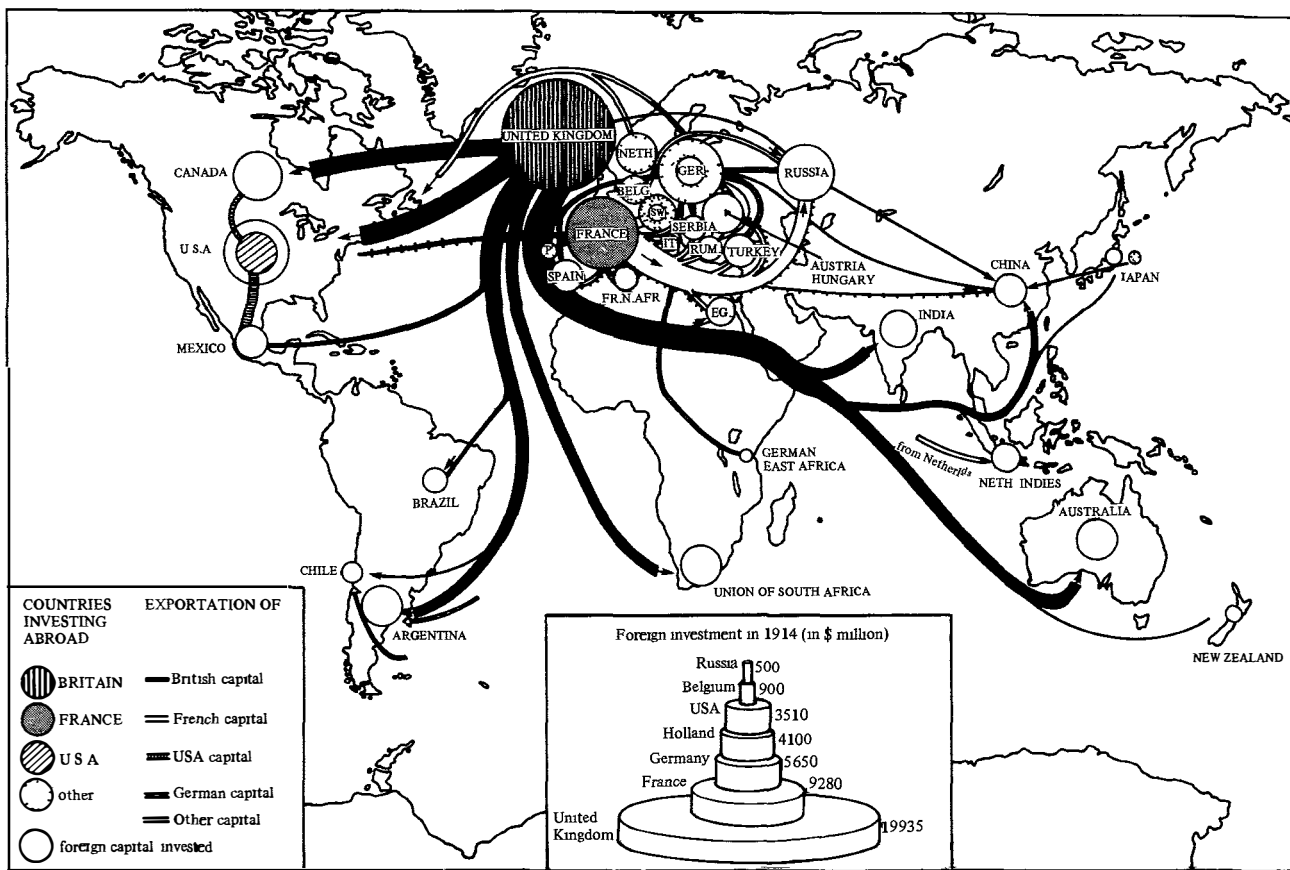 UNITED KINGDOM
CANADA
NETH
GER.
RUSSIA
BELG
SW
U S.A
FRANCE
SERBIA
P
IT
RUM.
TURKEY
SPAIN
AUSTRIA
HUNGARY
CHINA
JAPAN
FR.N.AFR
EG.
INDIA
MEXICO
GERMAN
EAST AFRICA
from Netherlds
NETH INDIES
BRAZIL
AUSTRALIA
CHILE
UNION OF SOUTH AFRICA
ARGENTINA
NEW ZEALAND
COUNTRIES
INVESTING
ABROAD
EXPORTATION OF
BRITAIN
British capital
FRANCE
French capital
U S A
USA capital
other
German capital
Other capital
foreign capital invested
Foreign investment in 1914 (in $ million)
Russia 500
Belgium 900
USA 3510
Holland 4100
Germany 5650
France 9280
United
Kingdom 19935